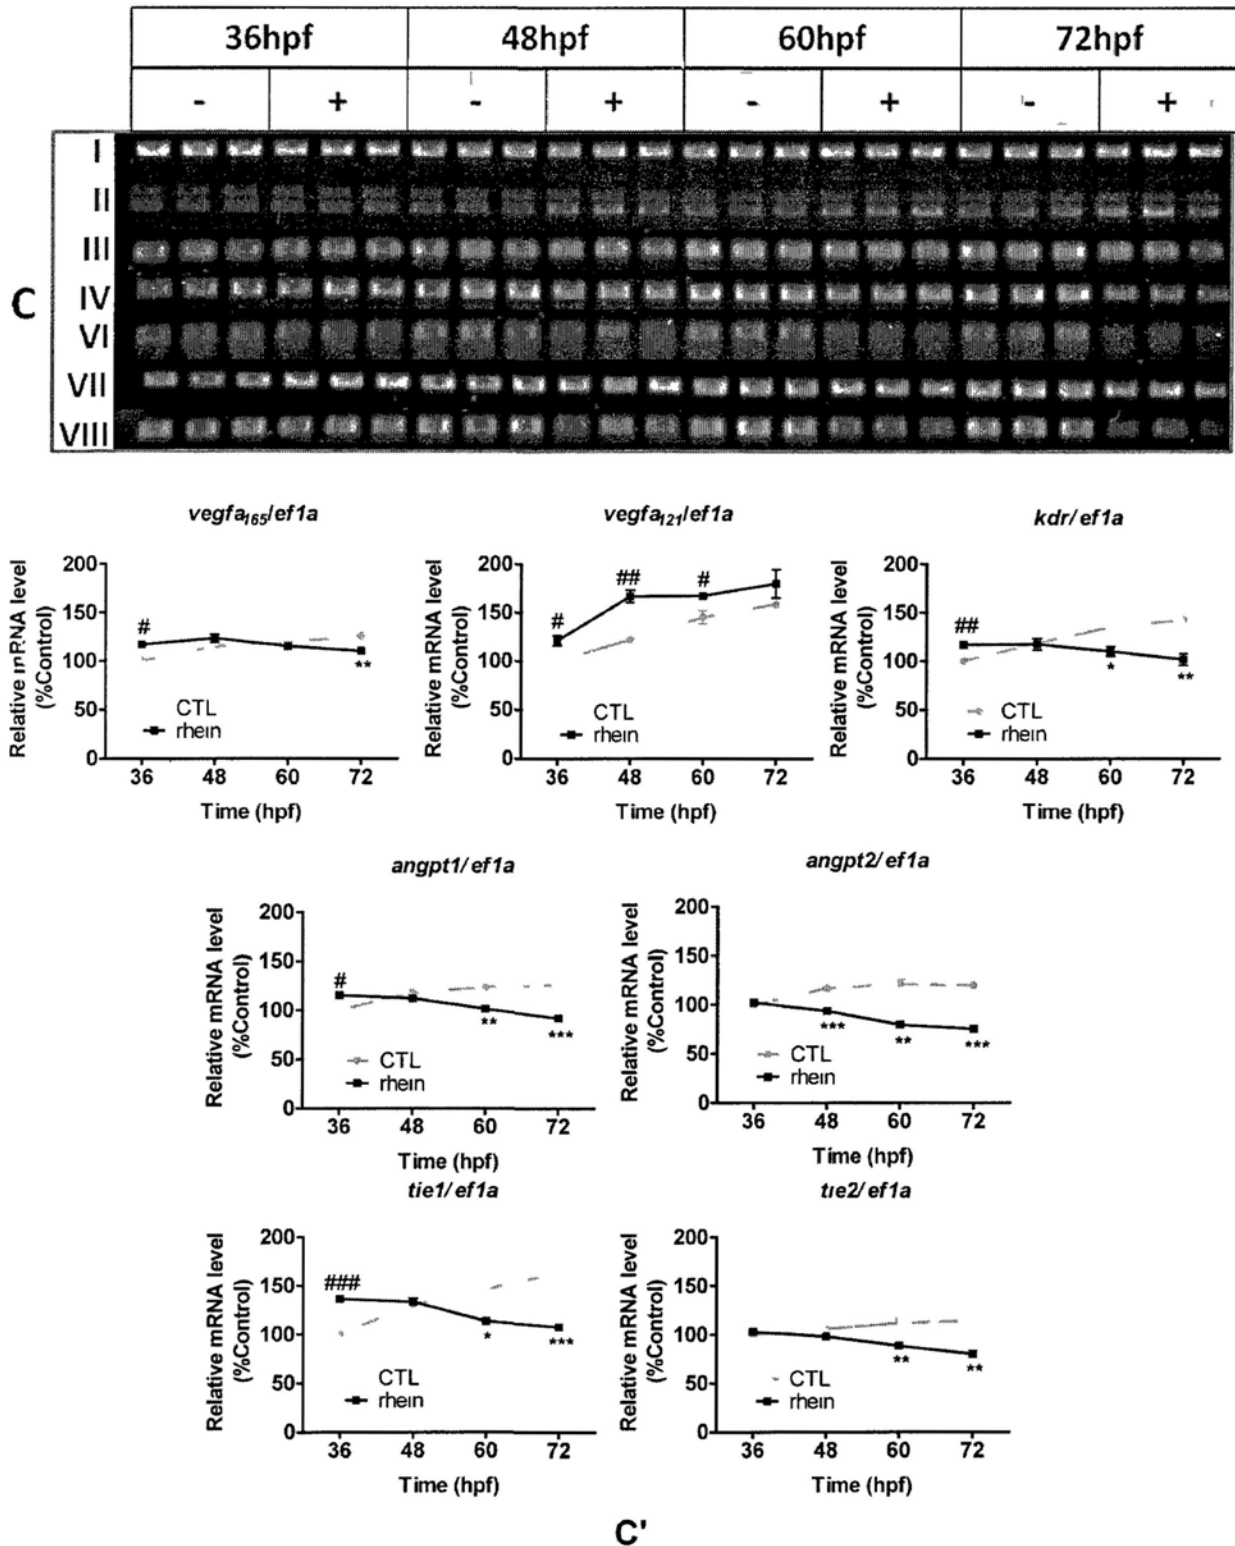 36hpf 48hpf 60hpf 72hpf
- + - + - + - +
C
I
II
III
IV
VI
VII
VIII
vegfa165/ef1a
Relative mRNA level
(%Control)
200
150
100
50
0
#
**
CTL
rhein
36 48 60 72
Time (hpf)
vegfa121/ef1a
Relative mRNA level
(%Control)
200
150
100
50
0
#
##
#
CTL
rhein
36 48 60 72
Time (hpf)
kdr/ef1a
Relative mRNA level
(%Control)
200
150
100
50
0
##
*
**
CTL
rhein
36 48 60 72
Time (hpf)
angpt1/ef1a
Relative mRNA level
(%Control)
200
150
100
50
0
#
**
***
CTL
rhein
36 48 60 72
Time (hpf)
angpt2/ef1a
Relative mRNA level
(%Control)
200
150
100
50
0
***
**
***
CTL
rhein
36 48 60 72
Time (hpf)
tie1/ef1a
Relative mRNA level
(%Control)
200
150
100
50
0
###
*
***
CTL
rhein
36 48 60 72
Time (hpf)
tie2/ef1a
Relative mRNA level
(%Control)
200
150
100
50
0
**
**
CTL
rhein
36 48 60 72
Time (hpf)
C'